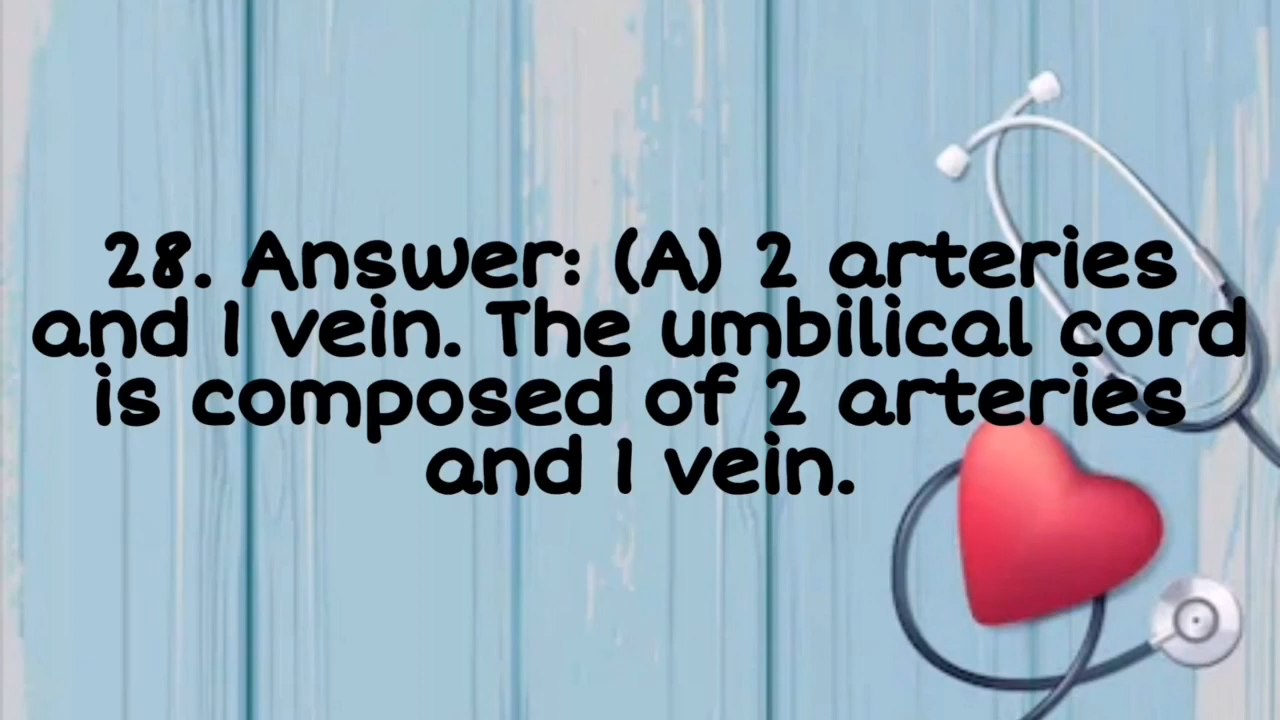 28. Answer: (A) 2 arteries
and 1 vein. The umbilical cord
is composed of 2 arteries
and 1 vein.